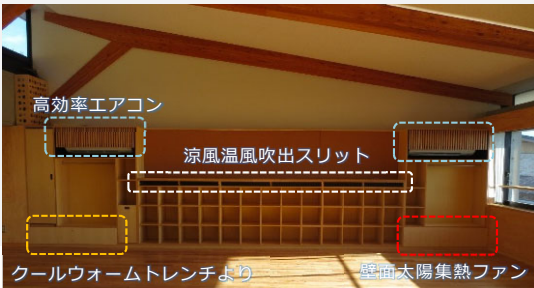 高効率エアコン
涼風温風吹出スリット
クールウォームトレンチより
壁面太陽集熱ファン